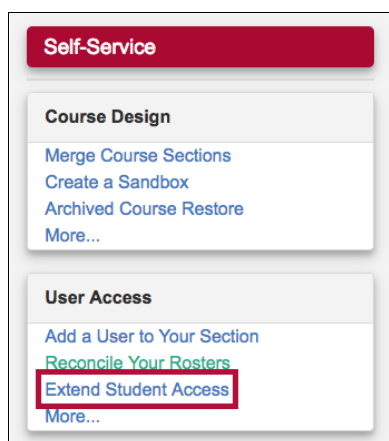 Self-Service
Course Design
Merge Course Sections
Create a Sandbox
Archived Course Restore
More...
User Access
Add a User to Your Section
Reconcile Your Rosters
Extend Student Access
More...